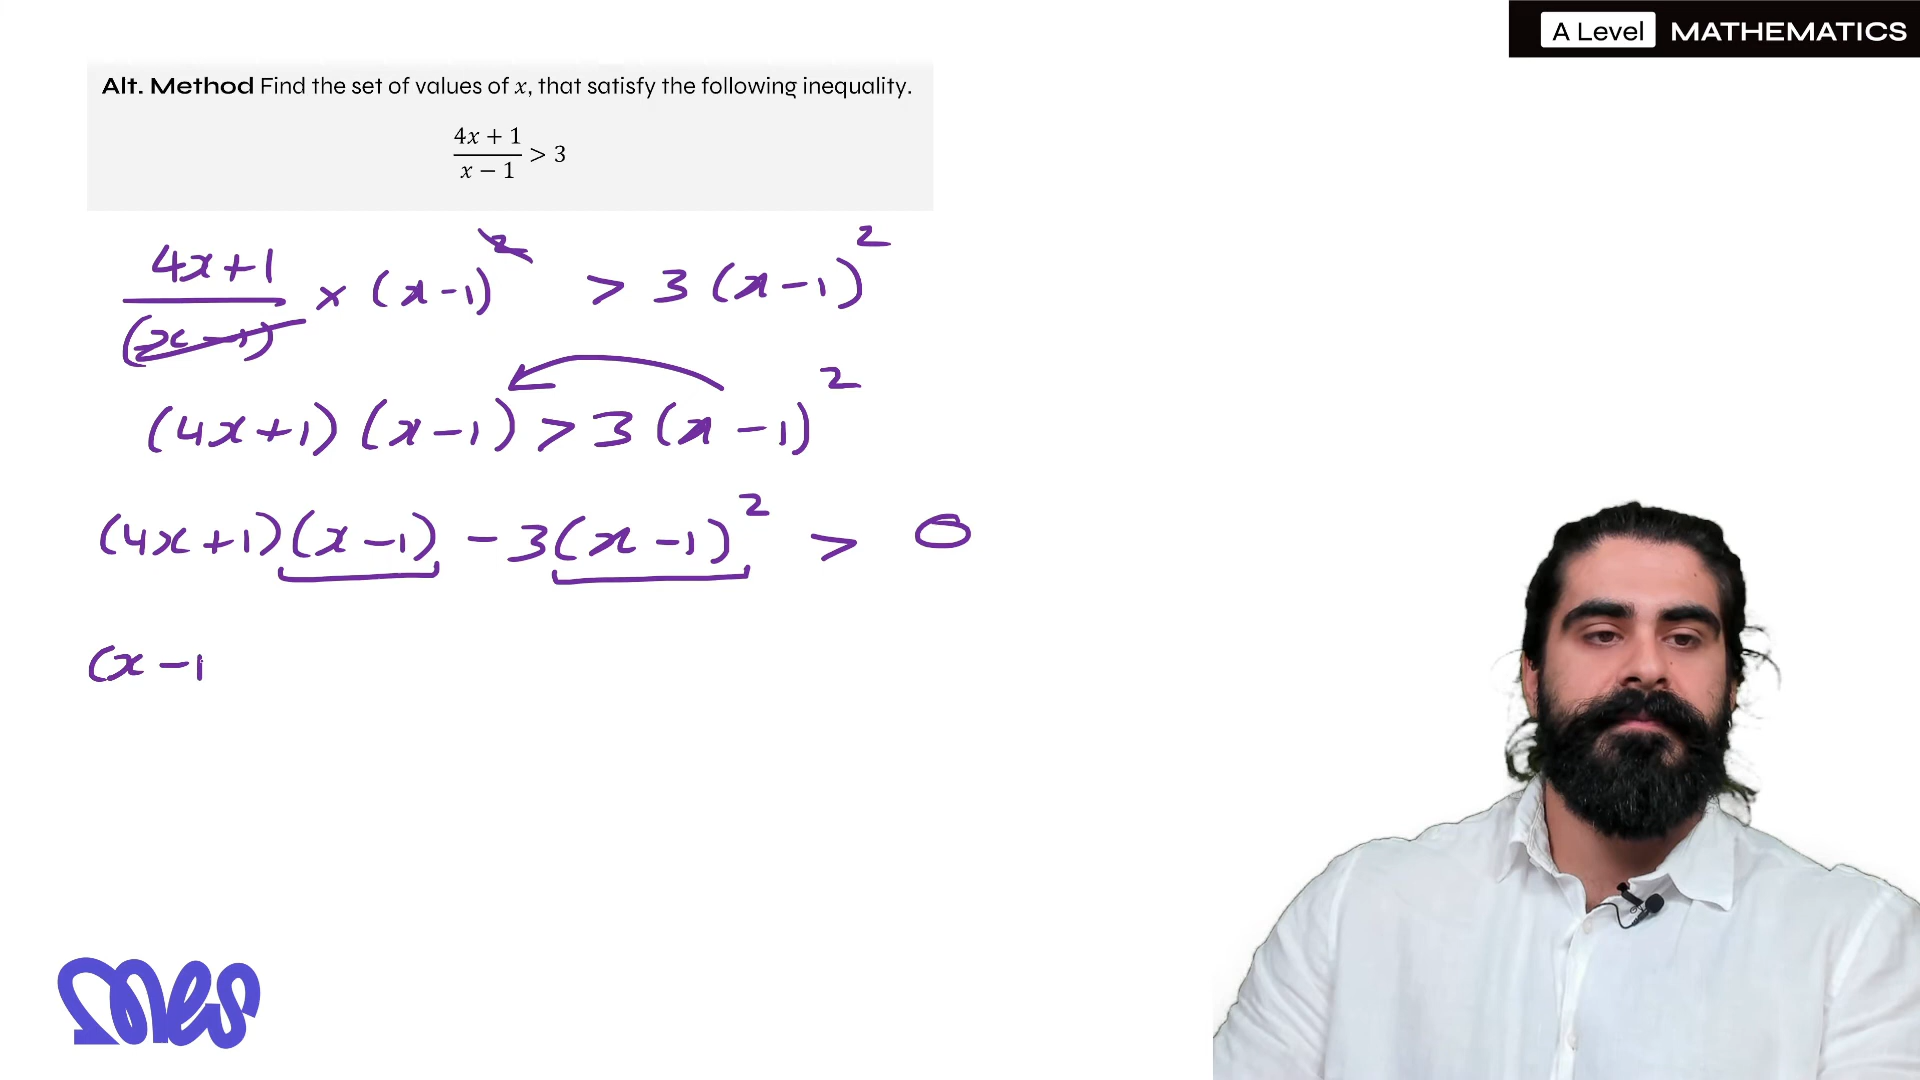 A Level MATHEMATICS
Alt. Method Find the set of values of x, that satisfy the following inequality.
4x + 1
x − 1
> 3
4x+1
(x−1)
× (x−1)² > 3(x−1)²
(4x+1)(x−1) > 3(x−1)²
(4x+1)(x−1) −3(x−1)² > 0
(x−1
mes